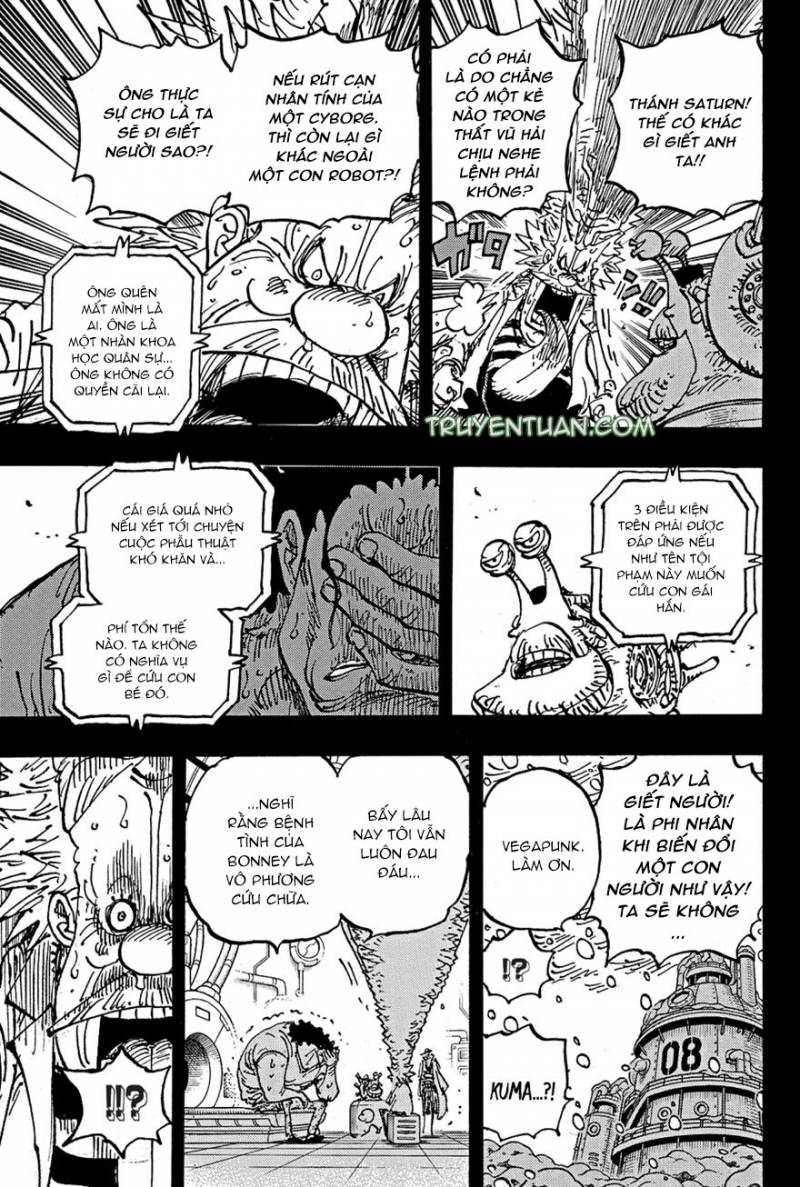 THÁNH SATURN!
THẾ CÓ KHÁC
GÌ GIẾT ANH
TA!!
CÓ PHẢI
LÀ DO CHẲNG
CÓ MỘT KẺ
NÀO TRONG
THẤT VŨ HẢI
CHỊU NGHE
LỆNH PHẢI
KHÔNG?
NẾU RÚT CẠN
NHÂN TÍNH CỦA
MỘT CYBORG.
THÌ CÒN LẠI GÌ
KHÁC NGOÀI
MỘT CON ROBOT?!
ÔNG THỰC
SỰ CHO LÀ TA
SẼ ĐI GIẾT
NGƯỜI SAO?!
ÔNG QUÊN
MẤT MÌNH LÀ
AI. ÔNG LÀ
MỘT NHÀN KHOA
HỌC QUÂN SỰ...
ÔNG KHÔNG CÓ
QUYỀN CÃI LẠI.
TRUYENTUAN.COM
3 ĐIỀU KIỆN
TRÊN PHẢI ĐƯỢC
ĐÁP ỨNG NẾU
NHƯ TÊN TỘI
PHẠM NÀY MUỐN
CỨU CON GÁI
HẮN.
CÁI GIÁ QUÁ NHỎ
NẾU XÉT TỚI CHUYỆN
CUỘC PHẪU THUẬT
KHÓ KHĂN VÀ...
PHÍ TỔN THẾ
NÀO. TA KHÔNG
CÓ NGHĨA VỤ
GÌ ĐỂ CỨU CON
BÉ ĐÓ.
ĐÂY LÀ
GIẾT NGƯỜI!
LÀ PHI NHÂN
KHI BIẾN ĐỔI
MỘT CON
NGƯỜI NHƯ VẬY!
TA SẼ KHÔNG
...
VEGAPUNK.
LÀM ƠN.
!?
KUMA...?!
08
BẤY LÂU
NAY TÔI VẪN
LUÔN ĐAU
ĐÁU...
...NGHĨ
RẰNG BỆNH
TÌNH CỦA
BONNEY LÀ
VÔ PHƯƠNG
CỨU CHỮA.
!!?